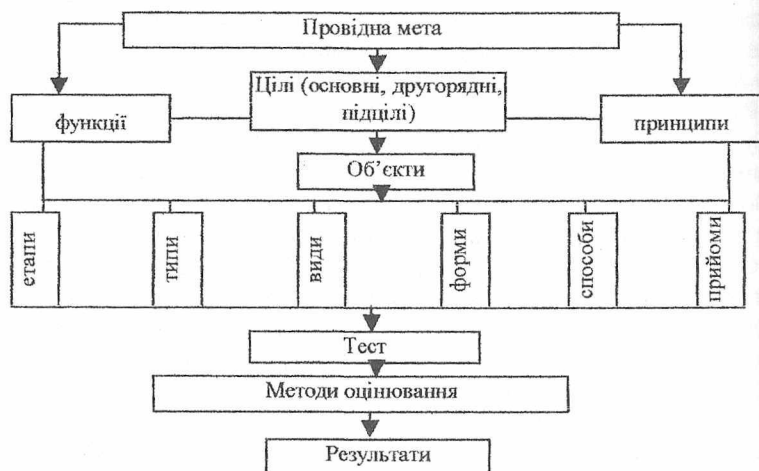 Провідна мета
Цілі (основні, другорядні,
підцілі)
функції
принципи
Об’єкти
етапи
типи
види
форми
способи
прийоми
Тест
Методи оцінювання
Результати